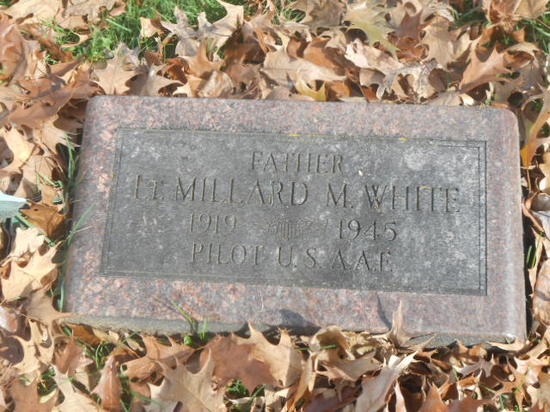 FATHER
LT. MILLARD M. WHITE
1919 1945
PILOT U.S.A.A.F.